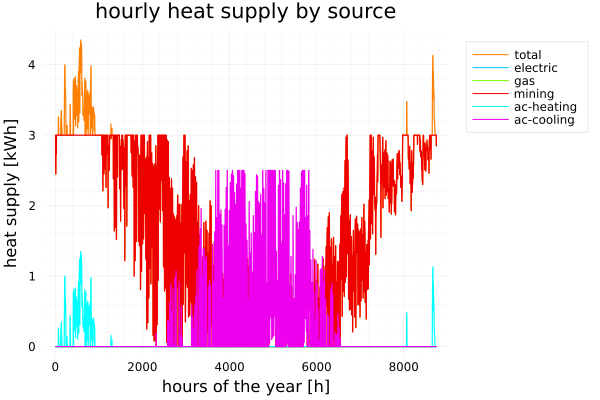 hourly heat supply by source
heat supply [kWh]
4
3
2
1
0
0 2000 4000 6000 8000
hours of the year [h]
total
electric
gas
mining
ac-heating
ac-cooling